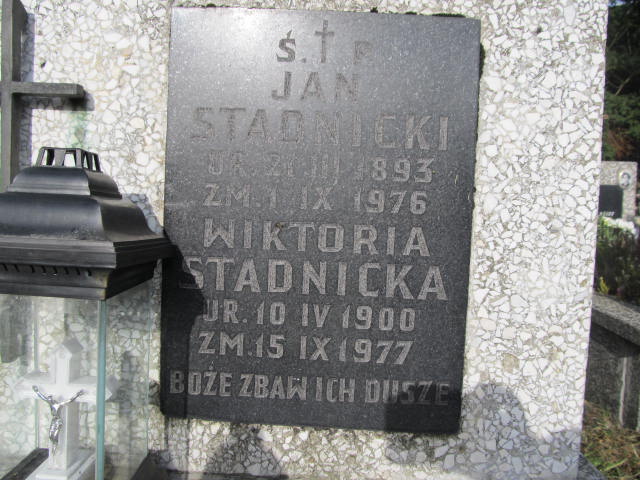 Ś. P
JAN
STADNICKI
UR. 21 III 1893
ZM. 1 IX 1976
WIKTORIA
STADNICKA
UR. 10 IV 1900
ZM. 15 IX 1977
BOŻE ZBAW ICH DUSZE